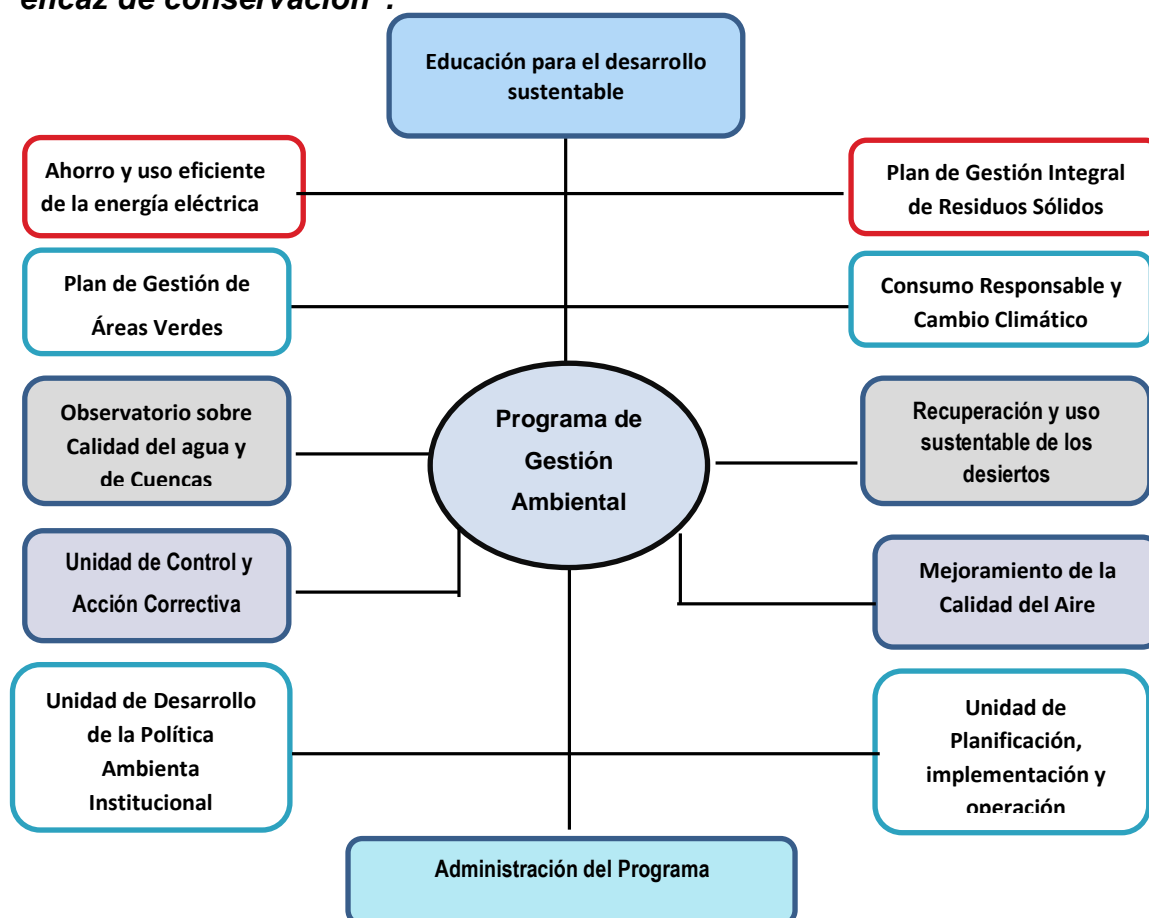 eficaz de conservación".
Educación para el desarrollo
sustentable
Ahorro y uso eficiente
de la energía eléctrica
Plan de Gestión Integral
de Residuos Sólidos
Plan de Gestión de
Áreas Verdes
Consumo Responsable y
Cambio Climático
Observatorio sobre
Calidad del agua y
de Cuencas
Programa de
Gestión
Ambiental
Recuperación y uso
sustentable de los
desiertos
Unidad de Control y
Acción Correctiva
Mejoramiento de la
Calidad del Aire
Unidad de Desarrollo
de la Política
Ambienta
Institucional
Unidad de
Planificación,
implementación y
operación
Administración del Programa